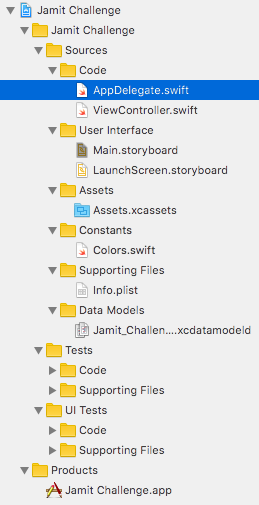 Jamit Challenge
Jamit Challenge
Sources
Code
AppDelegate.swift
ViewController.swift
User Interface
Main.storyboard
LaunchScreen.storyboard
Assets
Assets.xcassets
Constants
Colors.swift
Supporting Files
Info.plist
Data Models
Jamit_Challen....xcdatamodeld
Tests
Code
Supporting Files
UI Tests
Code
Supporting Files
Products
Jamit Challenge.app